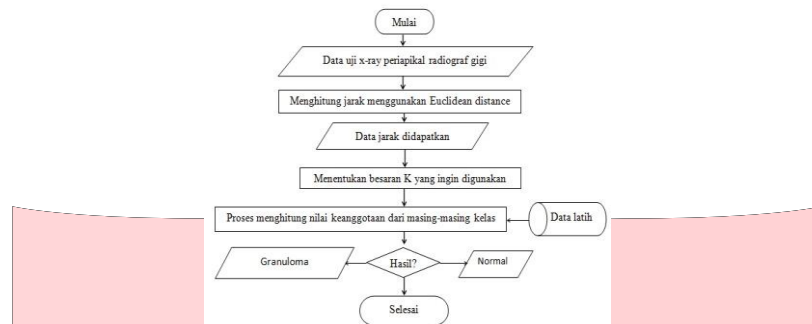 Mulai
Data uji x-ray periapikal radiograf gigi
Menghitung jarak menggunakan Euclidean distance
Data jarak didapatkan
Menentukan besaran K yang ingin digunakan
Proses menghitung nilai keanggotaan dari masing-masing kelas
Data latih
Granuloma
Hasil?
Normal
Selesai